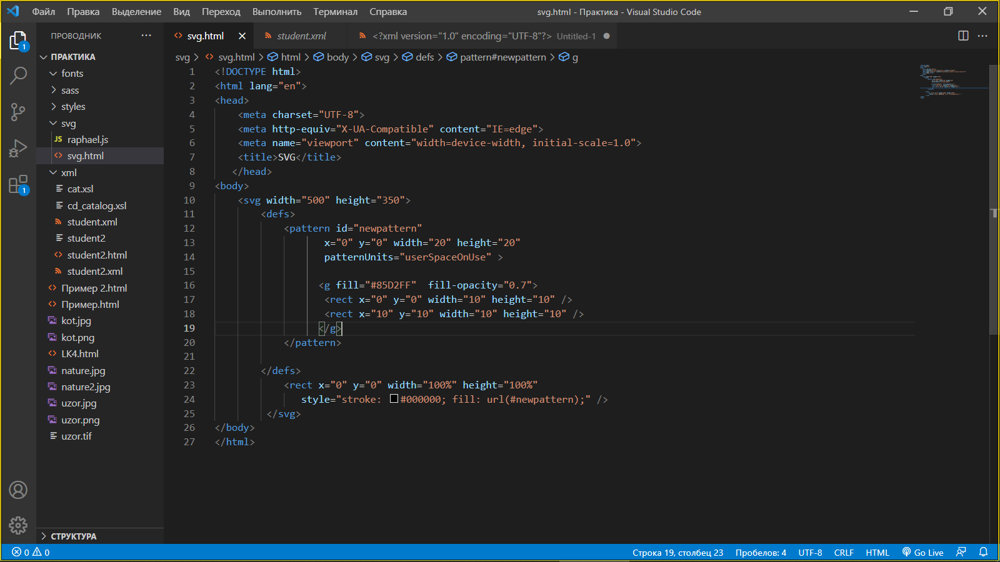 Файл Правка Выделение Вид Переход Выполнить Терминал Справка svg.html - Практика - Visual Studio Code
ПРОВОДНИК
svg.html student.xml <?xml version="1.0" encoding="UTF-8"?> Untitled-1
svg > svg.html > html > body > svg > defs > pattern#newpattern > g
ПРАКТИКА
fonts
sass
styles
svg
JS raphael.js
svg.html
xml
cat.xsl
cd_catalog.xsl
student.xml
student2
student2.html
student2.xml
Пример 2.html
Пример.html
kot.jpg
kot.png
LK4.html
nature.jpg
nature2.jpg
uzor.jpg
uzor.png
uzor.tif
СТРУКТУРА
1
1
1 <!DOCTYPE html>
2 <html lang="en">
3 <head>
4 <meta charset="UTF-8">
5 <meta http-equiv="X-UA-Compatible" content="IE=edge">
6 <meta name="viewport" content="width=device-width, initial-scale=1.0">
7 <title>SVG</title>
8 </head>
9 <body>
10 <svg width="500" height="350">
11 <defs>
12 <pattern id="newpattern"
13 x="0" y="0" width="20" height="20"
14 patternUnits="userSpaceOnUse" >
15
16 <g fill="#85D2FF"  fill-opacity="0.7">
17 <rect x="0" y="0" width="10" height="10" />
18 <rect x="10" y="10" width="10" height="10" />
19 </g>
20 </pattern>
21
22 </defs>
23 <rect x="0" y="0" width="100%" height="100%"
24 style="stroke: #000000; fill: url(#newpattern);" />
25 </svg>
26 </body>
27 </html>
0 0 Строка 19, столбец 23 Пробелов: 4 UTF-8 CRLF HTML Go Live